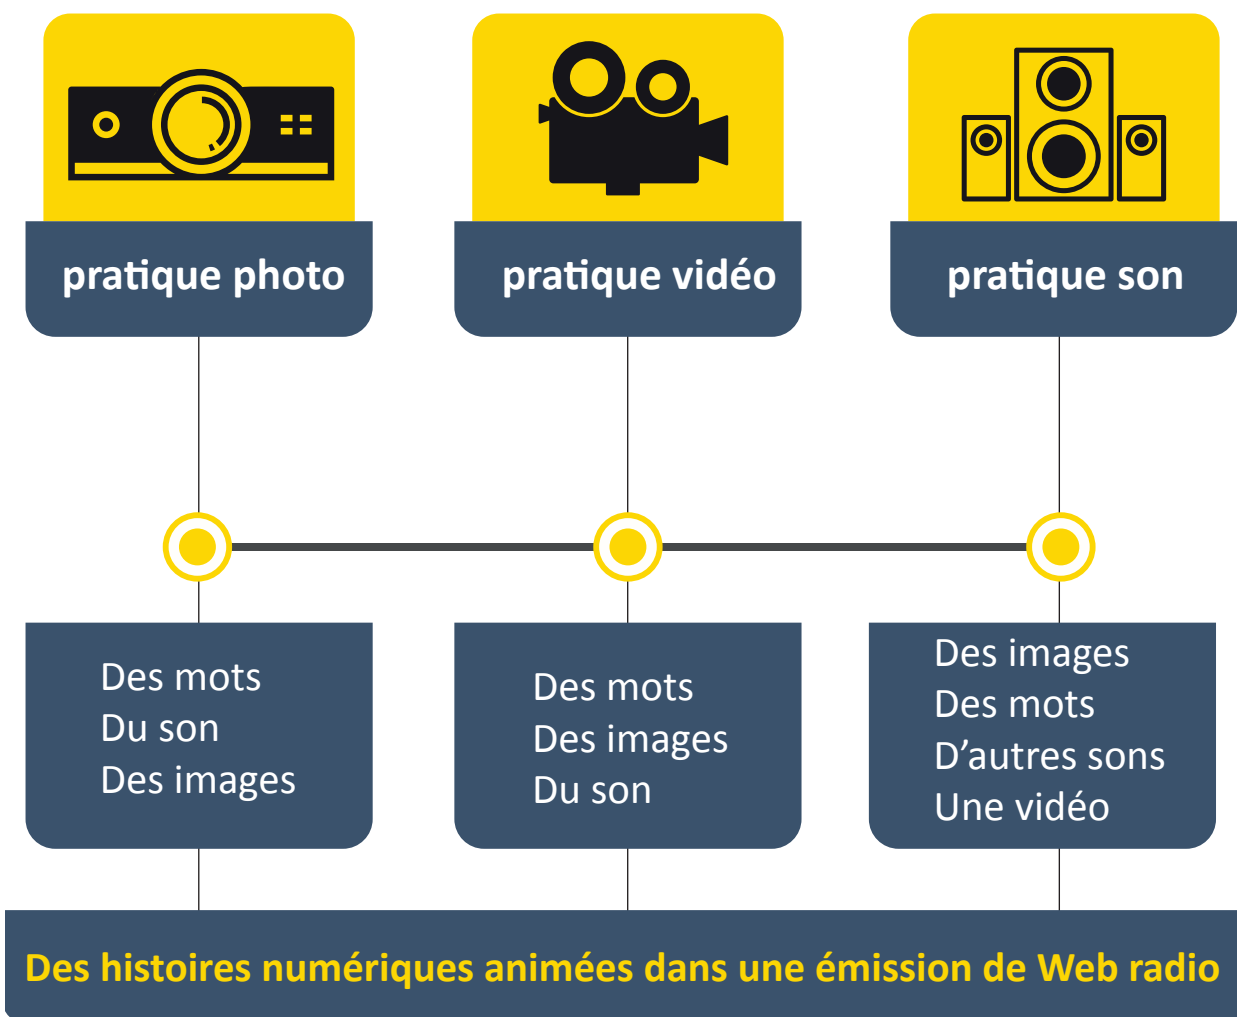 pratique photo
pratique vidéo
pratique son
Des mots
Du son
Des images
Des mots
Des images
Du son
Des images
Des mots
D’autres sons
Une vidéo
Des histoires numériques animées dans une émission de Web radio